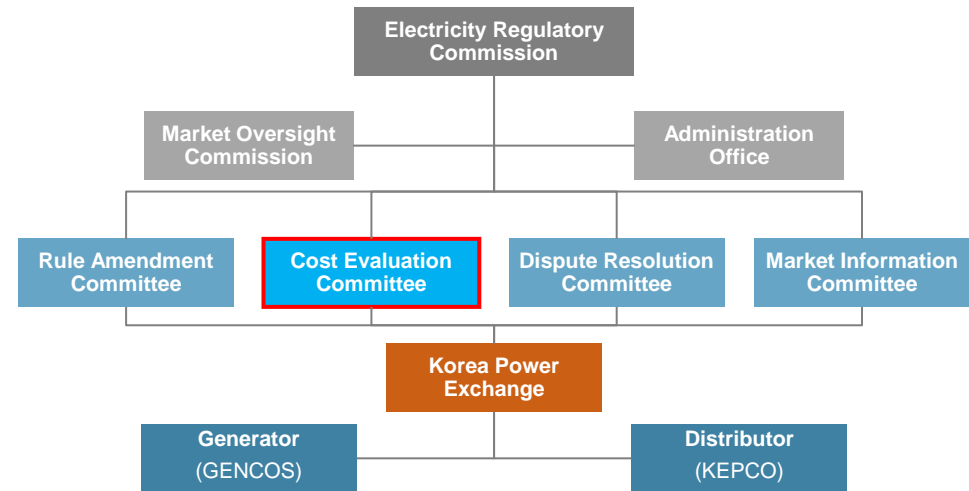 Electricity Regulatory
Commission
Market Oversight
Commission
Administration
Office
Rule Amendment
Committee
Cost Evaluation
Committee
Dispute Resolution
Committee
Market Information
Committee
Korea Power
Exchange
Generator
(GENCOS)
Distributor
(KEPCO)